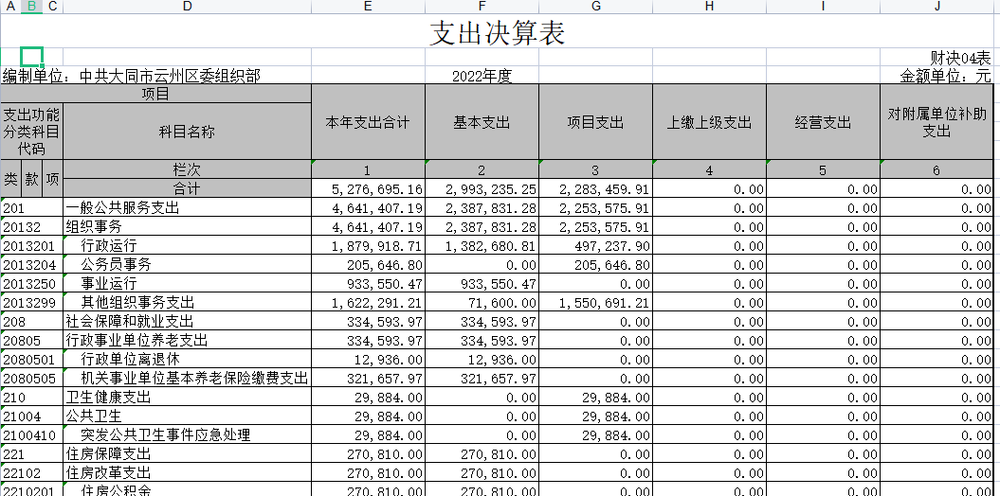 A B C D E F G H I J
支出决算表
财决04表
编制单位：中共大同市云州区委组织部 2022年度 金额单位：元
项目 本年支出合计 基本支出 项目支出 上缴上级支出 经营支出 对附属单位补助支出
支出功能分类科目代码 科目名称
类 款 项 栏次 1 2 3 4 5 6
合计 5,276,695.16 2,993,235.25 2,283,459.91 0.00 0.00 0.00
201 一般公共服务支出 4,641,407.19 2,387,831.28 2,253,575.91 0.00 0.00 0.00
20132 组织事务 4,641,407.19 2,387,831.28 2,253,575.91 0.00 0.00 0.00
2013201 行政运行 1,879,918.71 1,382,680.81 497,237.90 0.00 0.00 0.00
2013204 公务员事务 205,646.80 0.00 205,646.80 0.00 0.00 0.00
2013250 事业运行 933,550.47 933,550.47 0.00 0.00 0.00 0.00
2013299 其他组织事务支出 1,622,291.21 71,600.00 1,550,691.21 0.00 0.00 0.00
208 社会保障和就业支出 334,593.97 334,593.97 0.00 0.00 0.00 0.00
20805 行政事业单位养老支出 334,593.97 334,593.97 0.00 0.00 0.00 0.00
2080501 行政单位离退休 12,936.00 12,936.00 0.00 0.00 0.00 0.00
2080505 机关事业单位基本养老保险缴费支出 321,657.97 321,657.97 0.00 0.00 0.00 0.00
210 卫生健康支出 29,884.00 0.00 29,884.00 0.00 0.00 0.00
21004 公共卫生 29,884.00 0.00 29,884.00 0.00 0.00 0.00
2100410 突发公共卫生事件应急处理 29,884.00 0.00 29,884.00 0.00 0.00 0.00
221 住房保障支出 270,810.00 270,810.00 0.00 0.00 0.00 0.00
22102 住房改革支出 270,810.00 270,810.00 0.00 0.00 0.00 0.00
2210201 住房公积金 270,810.00 270,810.00 0.00 0.00 0.00 0.00